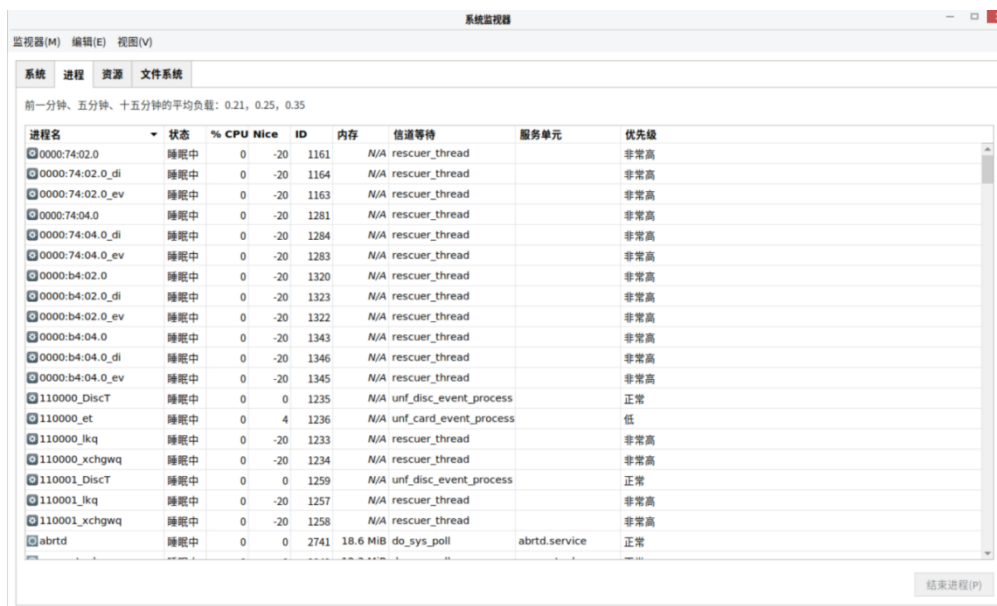 系统监视器
监视器(M) 编辑(E) 视图(V)
系统 进程 资源 文件系统
前一分钟、五分钟、十五分钟的平均负载：0.21，0.25，0.35
进程名 状态 % CPU Nice ID 内存 信道等待 服务单元 优先级
0000:74:02.0 睡眠中 0 -20 1161 N/A rescuer_thread 非常高
0000:74:02.0_di 睡眠中 0 -20 1164 N/A rescuer_thread 非常高
0000:74:02.0_ev 睡眠中 0 -20 1163 N/A rescuer_thread 非常高
0000:74:04.0 睡眠中 0 -20 1281 N/A rescuer_thread 非常高
0000:74:04.0_di 睡眠中 0 -20 1284 N/A rescuer_thread 非常高
0000:74:04.0_ev 睡眠中 0 -20 1283 N/A rescuer_thread 非常高
0000:b4:02.0 睡眠中 0 -20 1320 N/A rescuer_thread 非常高
0000:b4:02.0_di 睡眠中 0 -20 1323 N/A rescuer_thread 非常高
0000:b4:02.0_ev 睡眠中 0 -20 1322 N/A rescuer_thread 非常高
0000:b4:04.0 睡眠中 0 -20 1343 N/A rescuer_thread 非常高
0000:b4:04.0_di 睡眠中 0 -20 1346 N/A rescuer_thread 非常高
0000:b4:04.0_ev 睡眠中 0 -20 1345 N/A rescuer_thread 非常高
110000_DiscT 睡眠中 0 0 1235 N/A unf_disc_event_process 正常
110000_et 睡眠中 0 4 1236 N/A unf_card_event_process 低
110000_lkq 睡眠中 0 -20 1233 N/A rescuer_thread 非常高
110000_xchgwq 睡眠中 0 -20 1234 N/A rescuer_thread 非常高
110001_DiscT 睡眠中 0 0 1259 N/A unf_disc_event_process 正常
110001_lkq 睡眠中 0 -20 1257 N/A rescuer_thread 非常高
110001_xchgwq 睡眠中 0 -20 1258 N/A rescuer_thread 非常高
abrtd 睡眠中 0 0 2741 18.6 MiB do_sys_poll abrtd.service 正常
结束进程(P)